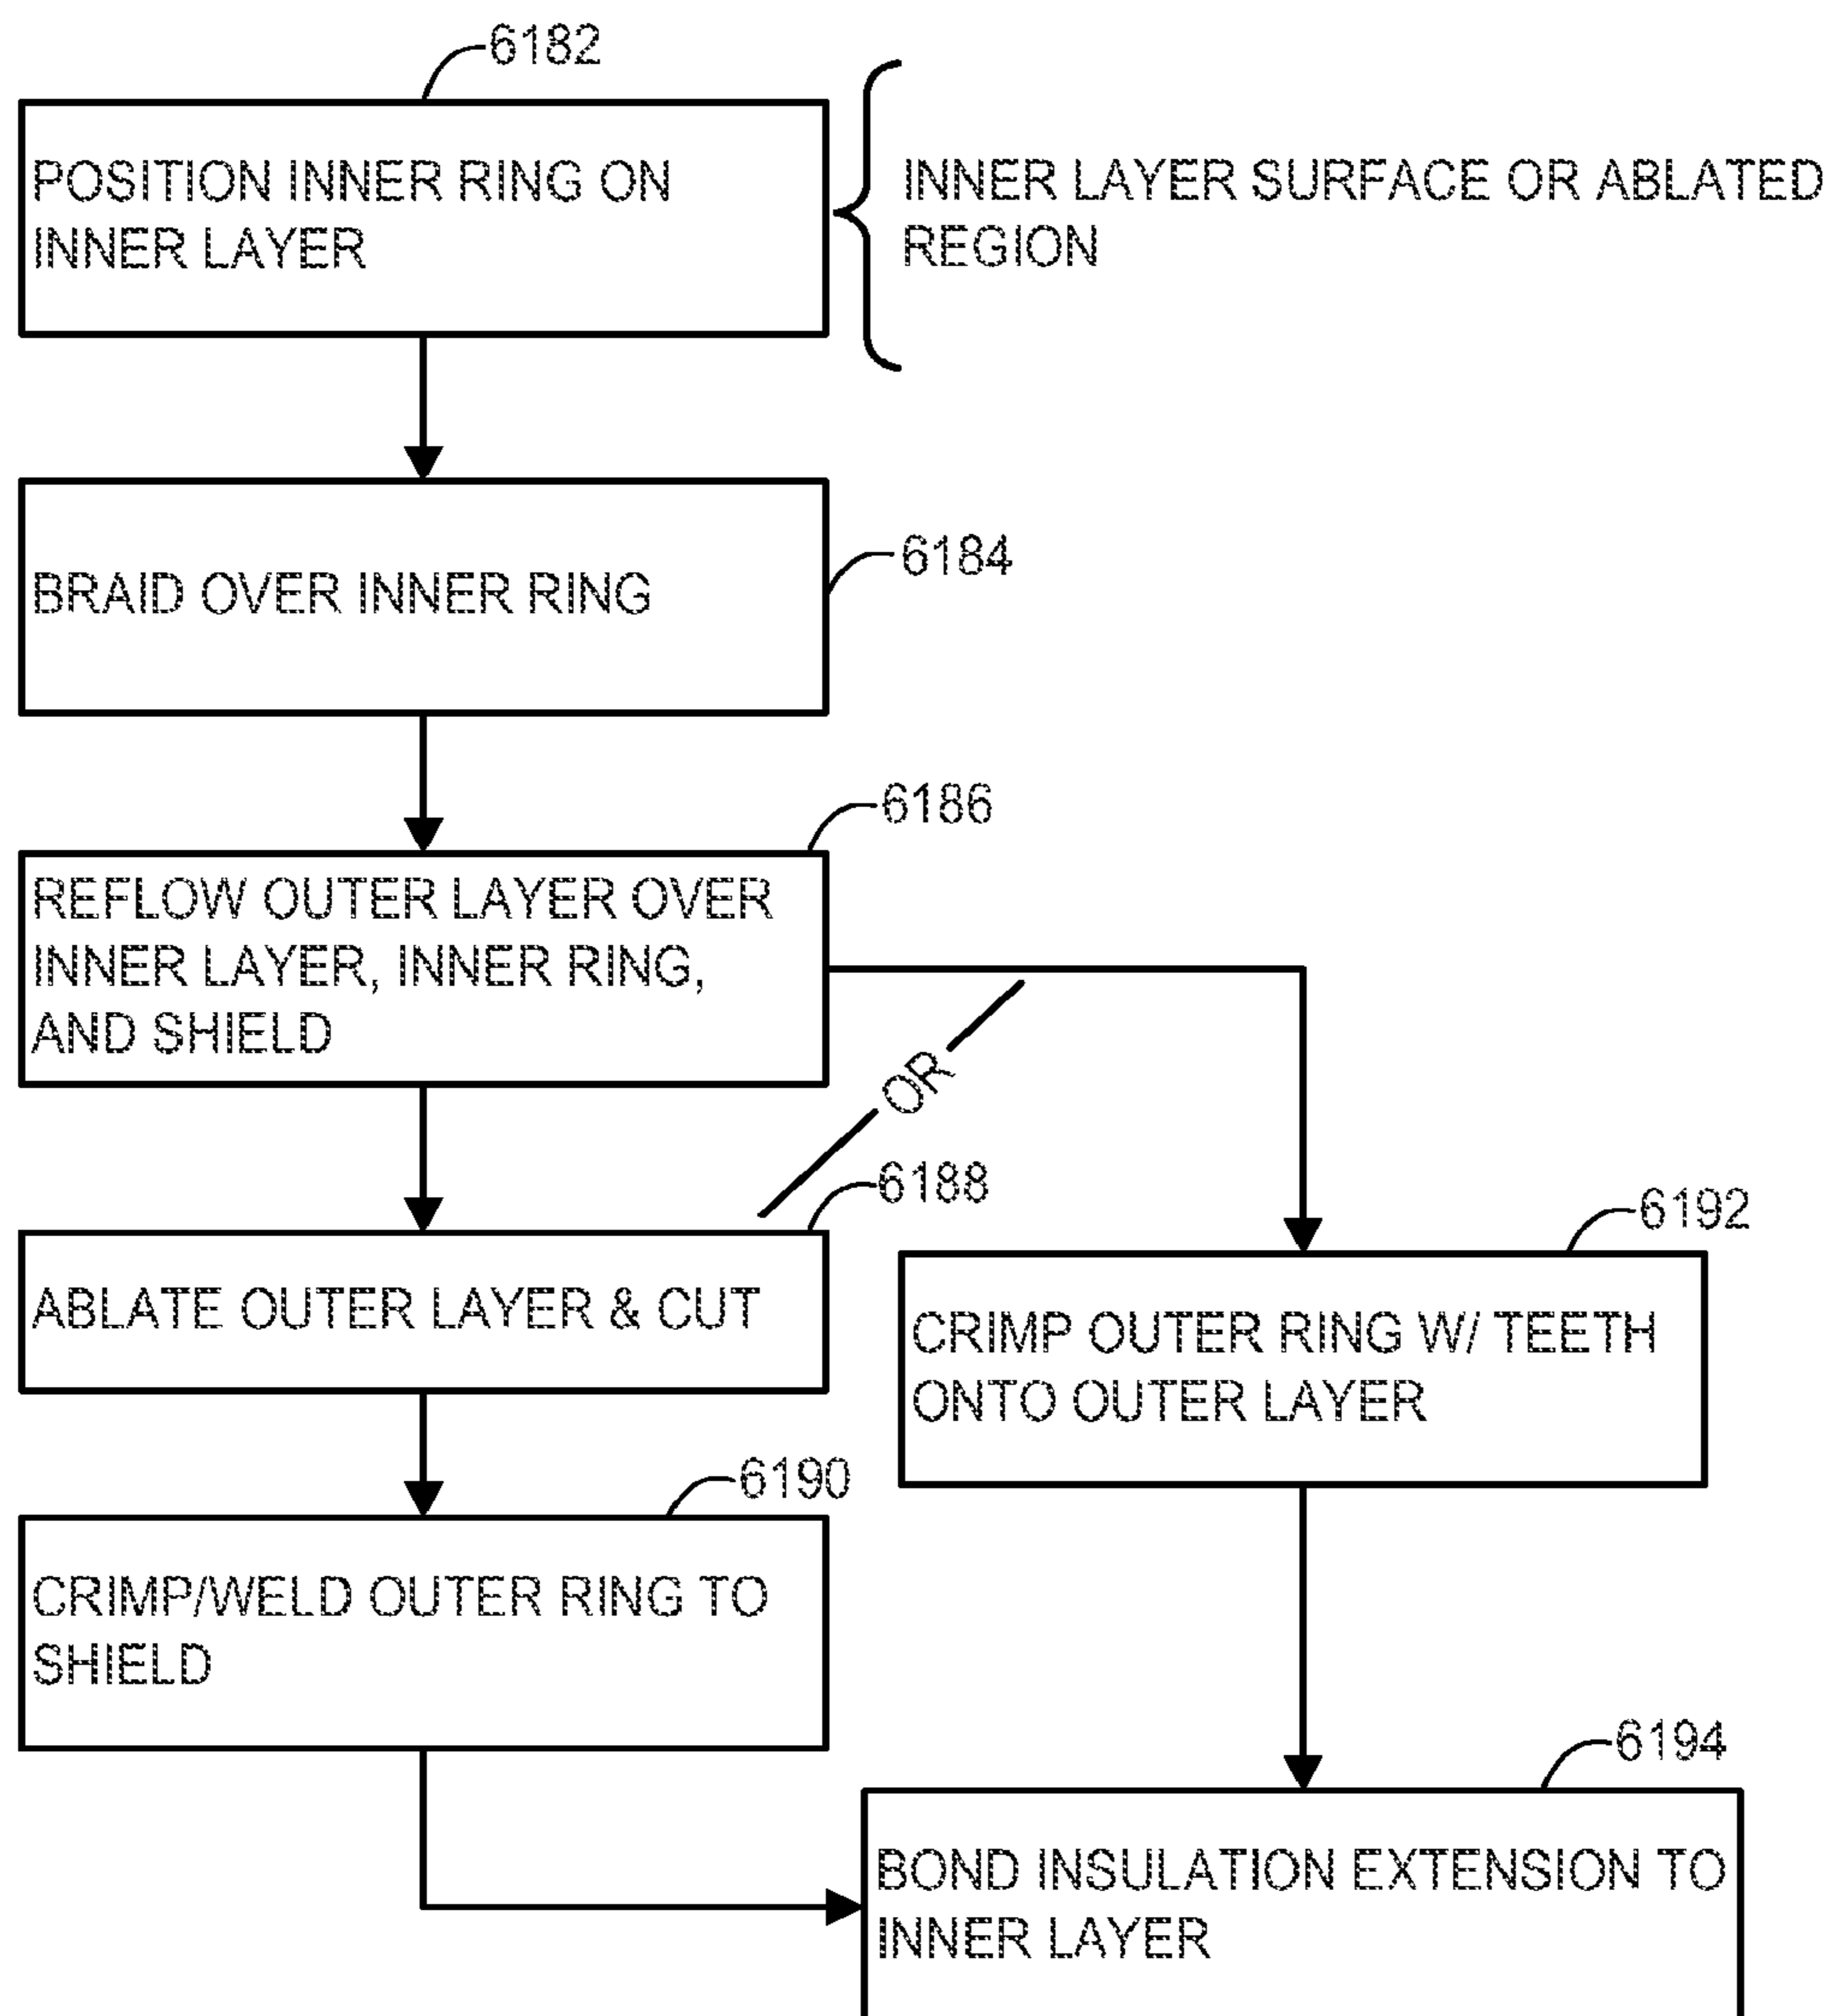 6182
POSITION INNER RING ON
INNER LAYER
INNER LAYER SURFACE OR ABLATED
REGION
6184
BRAID OVER INNER RING
6186
REFLOW OUTER LAYER OVER
INNER LAYER, INNER RING,
AND SHIELD
OR
6188
ABLATE OUTER LAYER & CUT
6192
CRIMP OUTER RING W/ TEETH
ONTO OUTER LAYER
6190
CRIMP/WELD OUTER RING TO
SHIELD
6194
BOND INSULATION EXTENSION TO
INNER LAYER